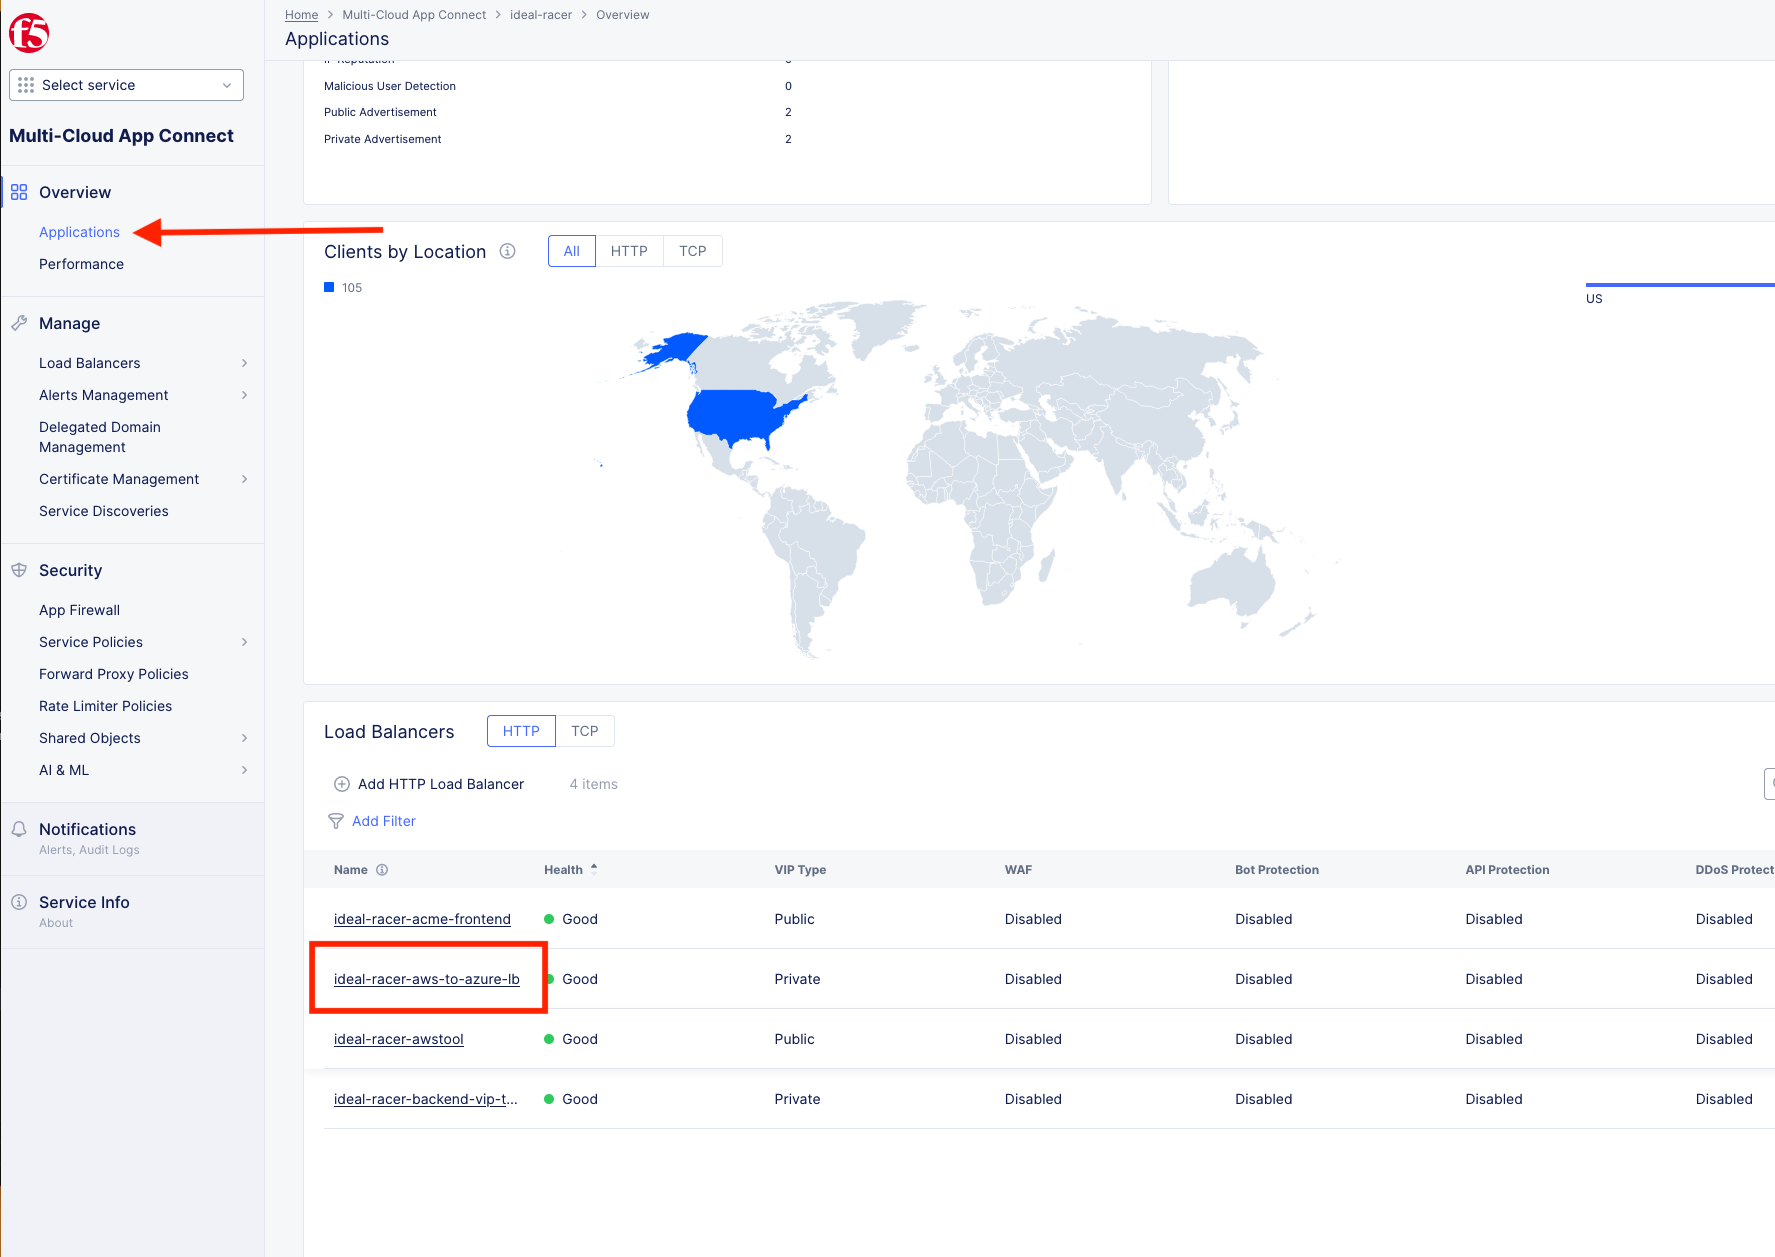 f5
Select service
Multi-Cloud App Connect
Overview
Applications
Performance
Manage
Load Balancers
Alerts Management
Delegated Domain
Management
Certificate Management
Service Discoveries
Security
App Firewall
Service Policies
Forward Proxy Policies
Rate Limiter Policies
Shared Objects
AI & ML
Notifications
Alerts, Audit Logs
Service Info
About
Home > Multi-Cloud App Connect > ideal-racer > Overview
Applications
Malicious User Detection 0
Public Advertisement 2
Private Advertisement 2
Clients by Location All HTTP TCP
105
US
Load Balancers HTTP TCP
Add HTTP Load Balancer 4 items
Add Filter
Name Health VIP Type WAF Bot Protection API Protection DDoS Protect
ideal-racer-acme-frontend Good Public Disabled Disabled Disabled Disabled
ideal-racer-aws-to-azure-lb Good Private Disabled Disabled Disabled Disabled
ideal-racer-awstool Good Public Disabled Disabled Disabled Disabled
ideal-racer-backend-vip-t... Good Private Disabled Disabled Disabled Disabled